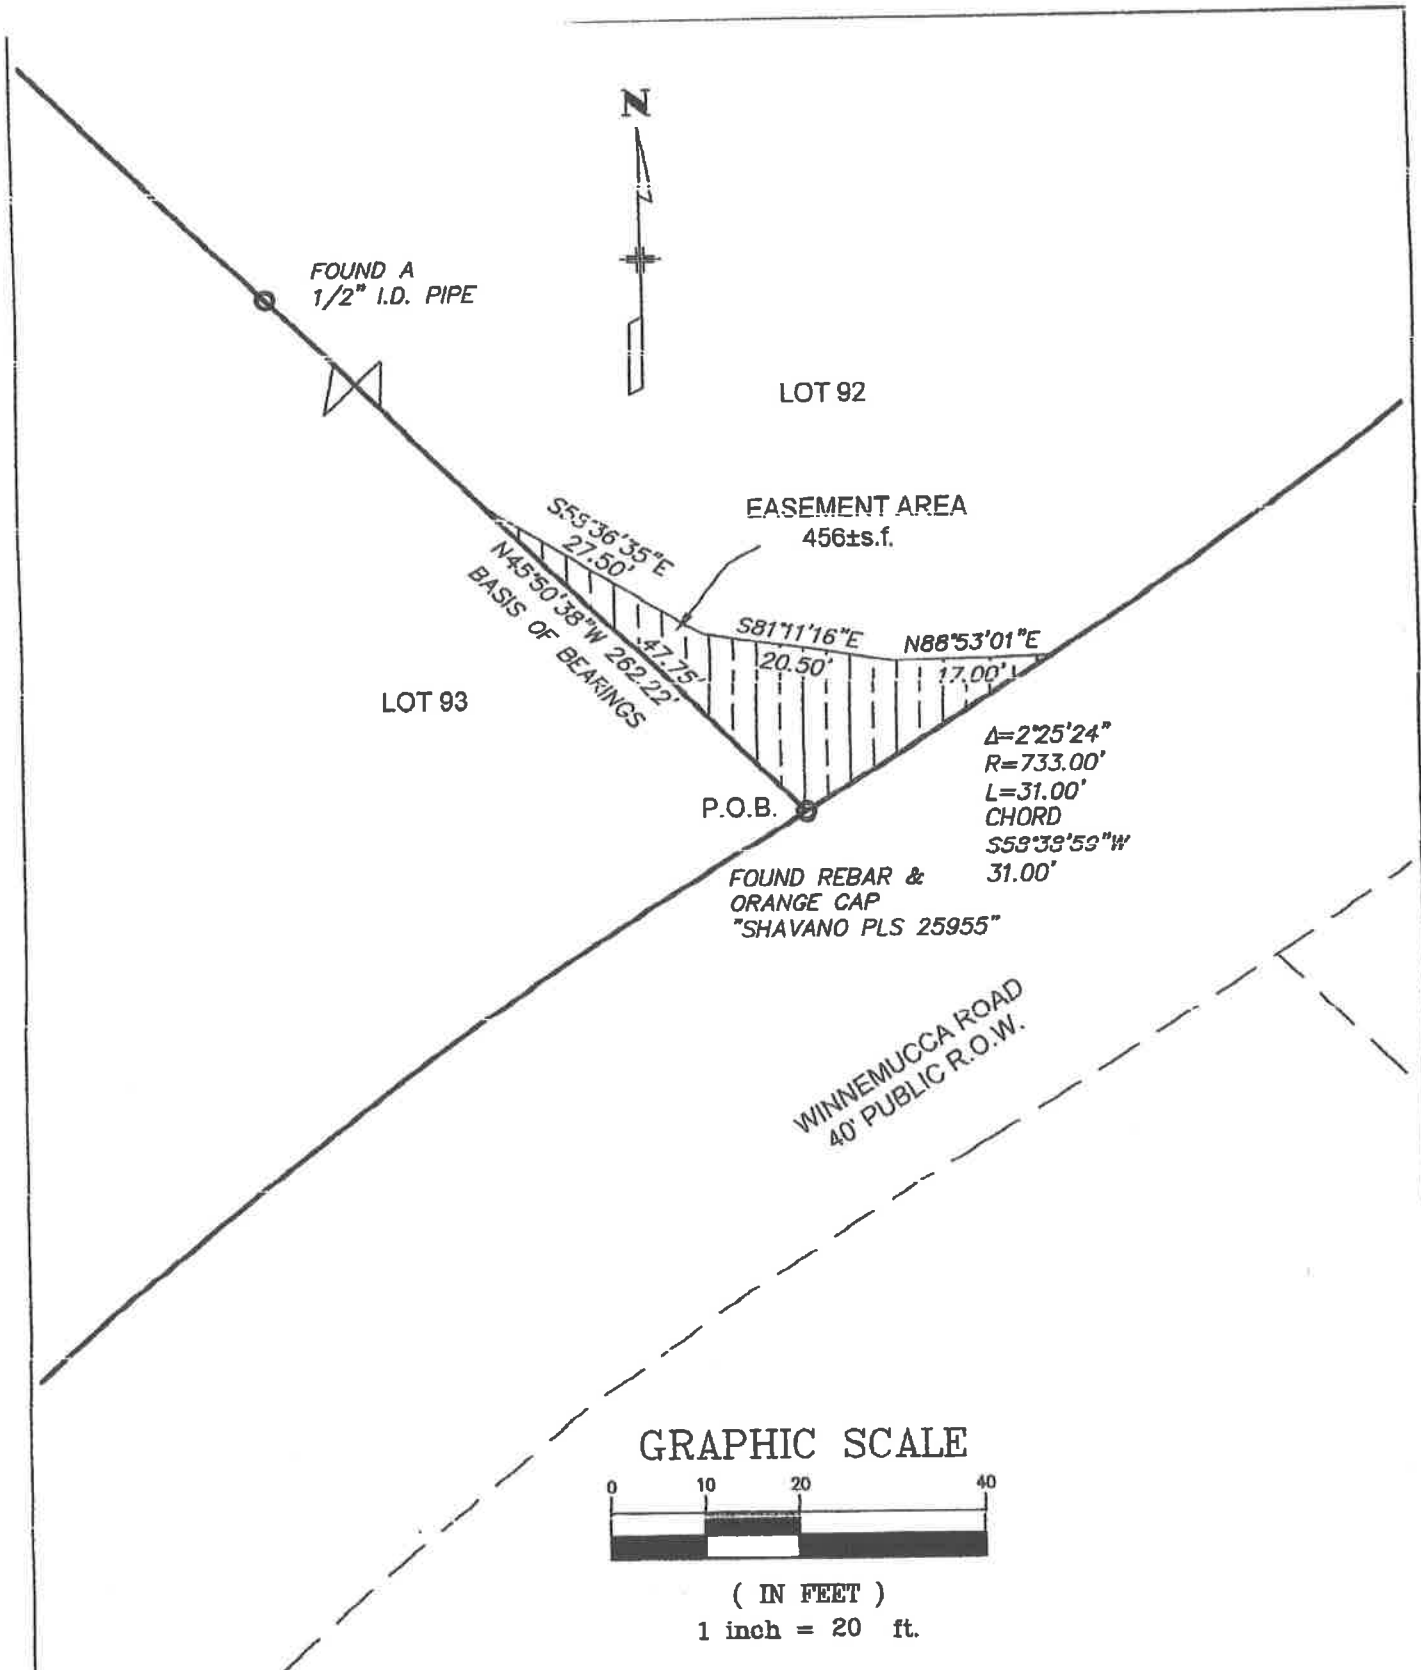 N
FOUND A
1/2" I.D. PIPE
LOT 92
EASEMENT AREA
456±s.f.
27.50'
N45°50'38"W 262.22'
BASIS OF BEARINGS
47.75'
S81°11'16"E
20.50'
N88°53'01"E
17.00'
LOT 93
Δ=2°25'24"
R=733.00'
L=31.00'
CHORD
31.00'
P.O.B.
FOUND REBAR &
ORANGE CAP
"SHAVANO PLS 25955"
WINNEMUCCA ROAD
40' PUBLIC R.O.W.
GRAPHIC SCALE
0 10 20 40
( IN FEET )
1 inch = 20 ft.